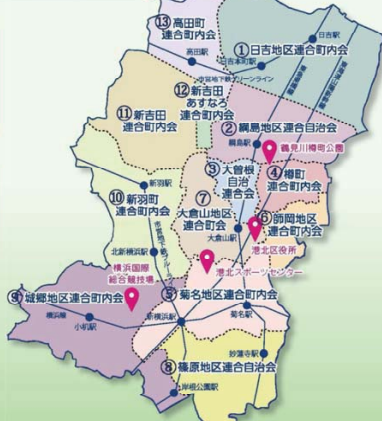 ⑬高田町
連合町内会
高田駅
日吉駅
①日吉地区連合町内会
日吉本町駅
市営地下鉄グリーンライン
⑫新吉田
あすなろ
連合町内会
⑪新吉田
連合町内会
②綱島地区連合自治会
綱島駅
鶴見川樽町公園
③大曽根
自治
連合会
④樽町
連合町内会
新羽駅
⑩新羽町
連合町内会
⑦
大倉山地区
連合町会
⑥師岡地区
連合町内会
大倉山駅
港北区役所
北新横浜駅
横浜国際
総合競技場
港北スポーツセンター
⑨城郷地区連合町内会
⑤菊名地区連合町内会
横浜線
小机駅
新横浜駅
菊名駅
妙蓮寺駅
⑧篠原地区連合自治会
岸根公園駅